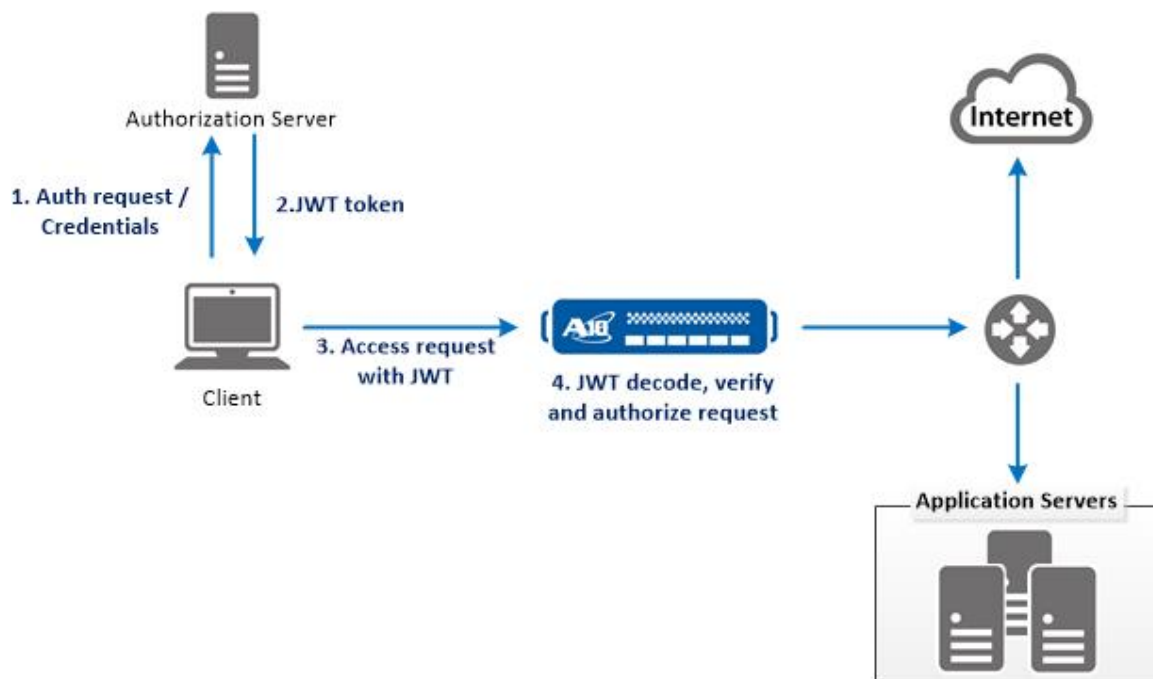 Authorization Server
1. Auth request /
Credentials
2.JWT token
Internet
A10
3. Access request
with JWT
4. JWT decode, verify
and authorize request
Client
Application Servers